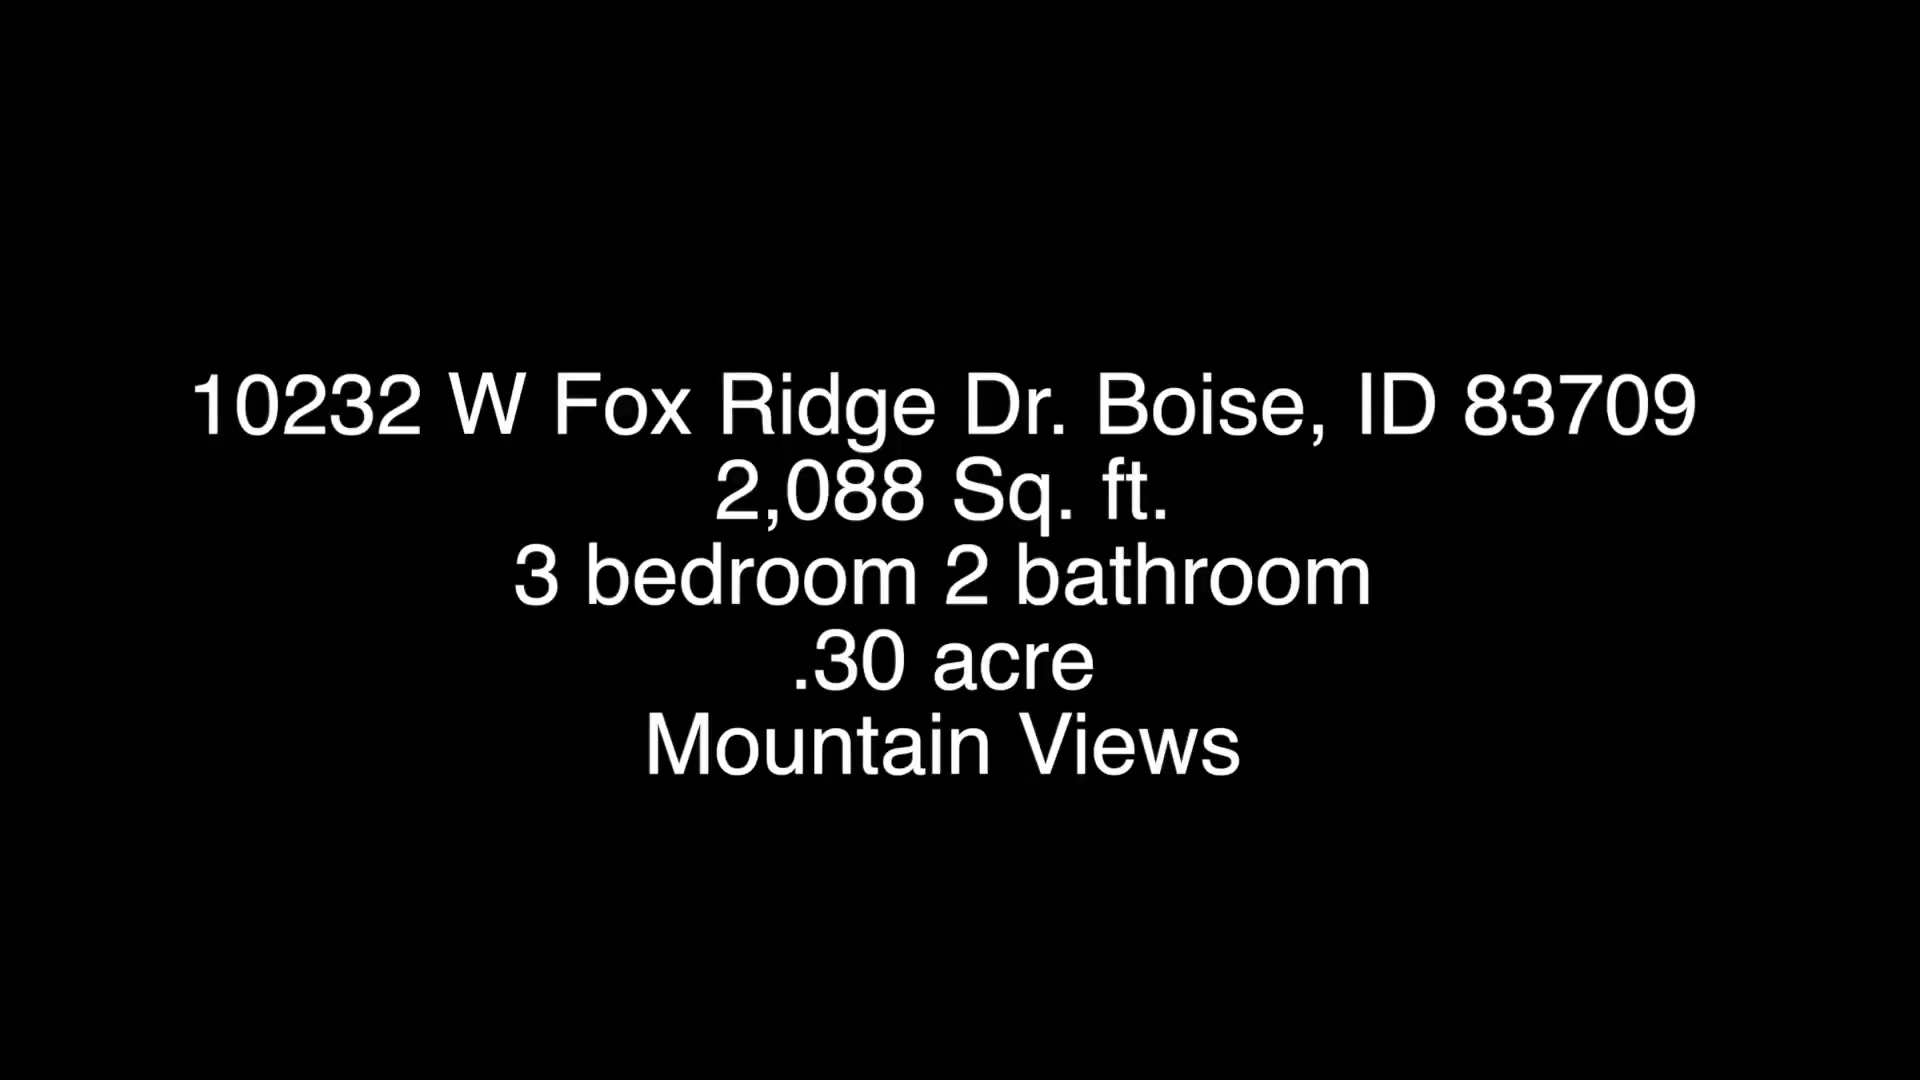 10232 W Fox Ridge Dr. Boise, ID 83709
2,088 Sq. ft.
3 bedroom 2 bathroom
.30 acre
Mountain Views